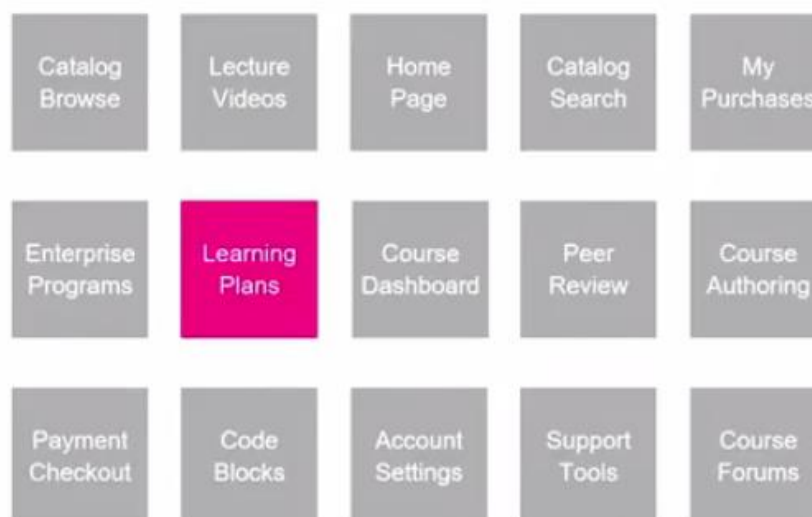 Catalog
Browse
Lecture
Videos
Home
Page
Catalog
Search
My
Purchases
Enterprise
Programs
Learning
Plans
Course
Dashboard
Peer
Review
Course
Authoring
Payment
Checkout
Code
Blocks
Account
Settings
Support
Tools
Course
Forums